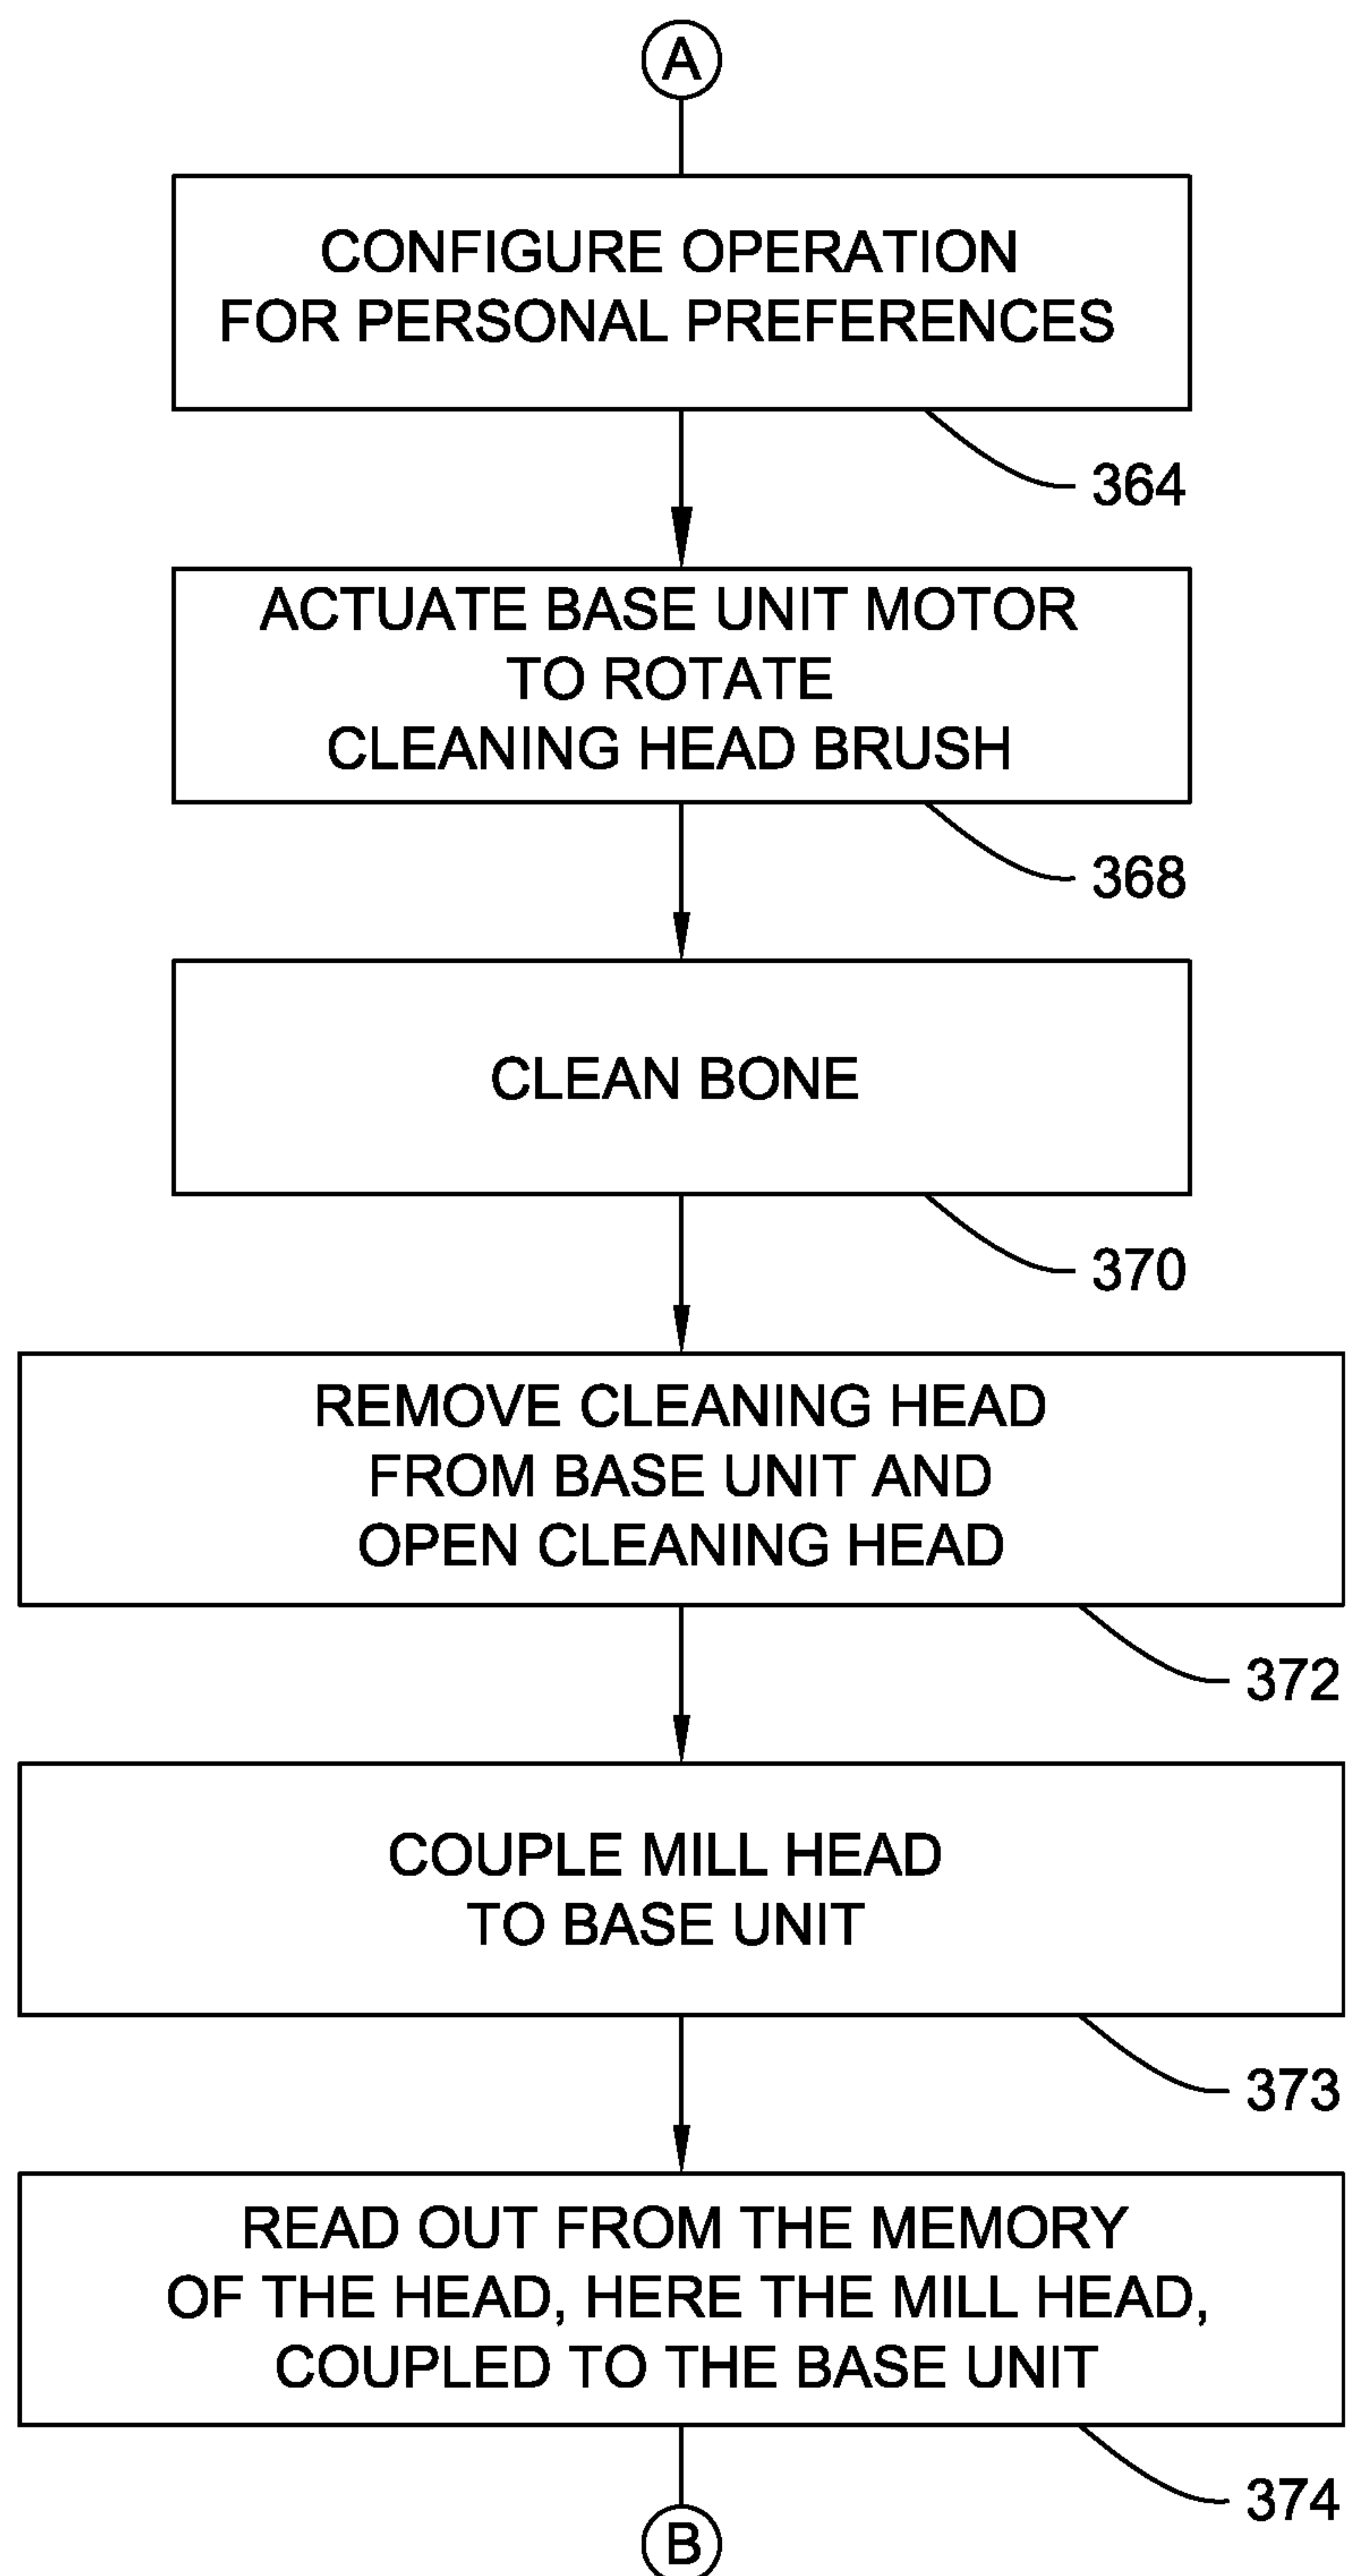 A
CONFIGURE OPERATION
FOR PERSONAL PREFERENCES
364
ACTUATE BASE UNIT MOTOR
TO ROTATE
CLEANING HEAD BRUSH
368
CLEAN BONE
370
REMOVE CLEANING HEAD
FROM BASE UNIT AND
OPEN CLEANING HEAD
372
COUPLE MILL HEAD
TO BASE UNIT
373
READ OUT FROM THE MEMORY
OF THE HEAD, HERE THE MILL HEAD,
COUPLED TO THE BASE UNIT
374
B